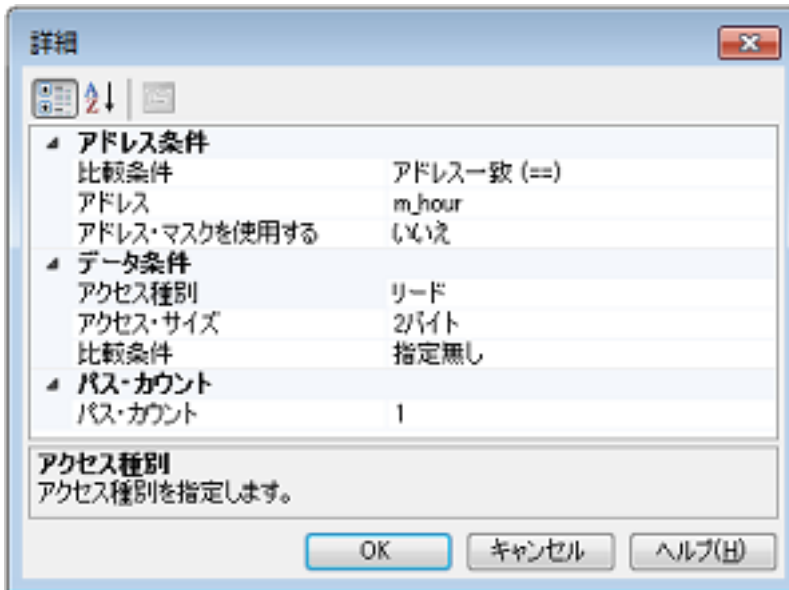 詳細
アドレス条件
比較条件 アドレス一致 (==)
アドレス m_hour
アドレス・マスクを使用する いいえ
データ条件
アクセス種別 リード
アクセス・サイズ 2バイト
比較条件 指定無し
パス・カウント
パス・カウント 1
アクセス種別
アクセス種別を指定します。
OK キャンセル ヘルプ(H)